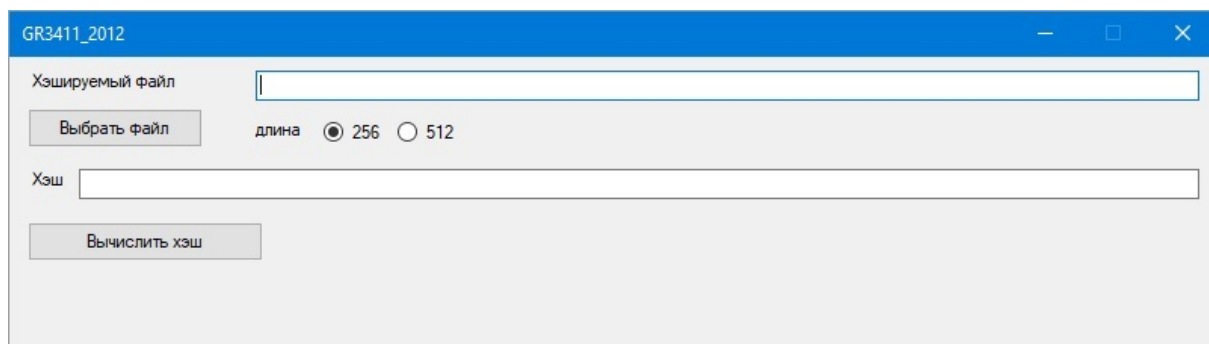 GR3411_2012
Хэшируемый файл
Выбрать файл длина 256 512
Хэш
Вычислить хэш